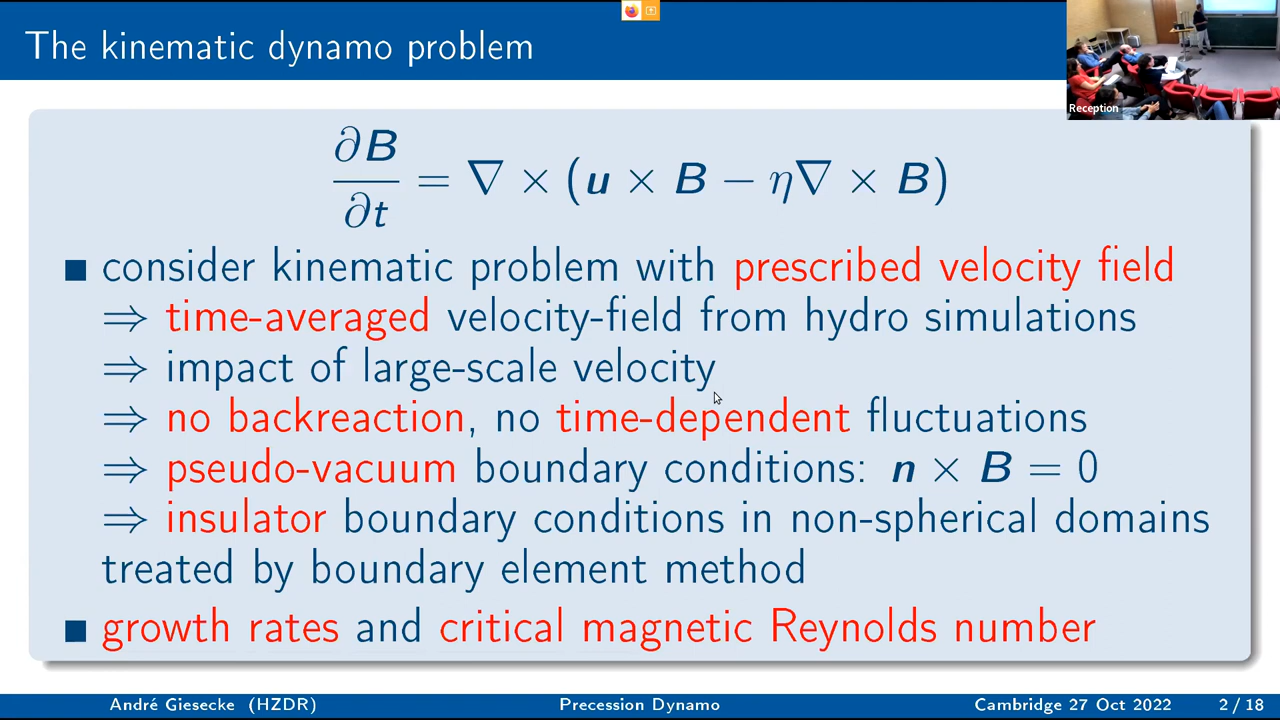 The kinematic dynamo problem
Reception
∂B/∂t = ∇ × (u × B − η∇ × B)
■ consider kinematic problem with prescribed velocity field
⇒ time-averaged velocity-field from hydro simulations
⇒ impact of large-scale velocity
⇒ no backreaction, no time-dependent fluctuations
⇒ pseudo-vacuum boundary conditions: n × B = 0
⇒ insulator boundary conditions in non-spherical domains
treated by boundary element method
■ growth rates and critical magnetic Reynolds number
André Giesecke (HZDR) Precession Dynamo Cambridge 27 Oct 2022 2 / 18